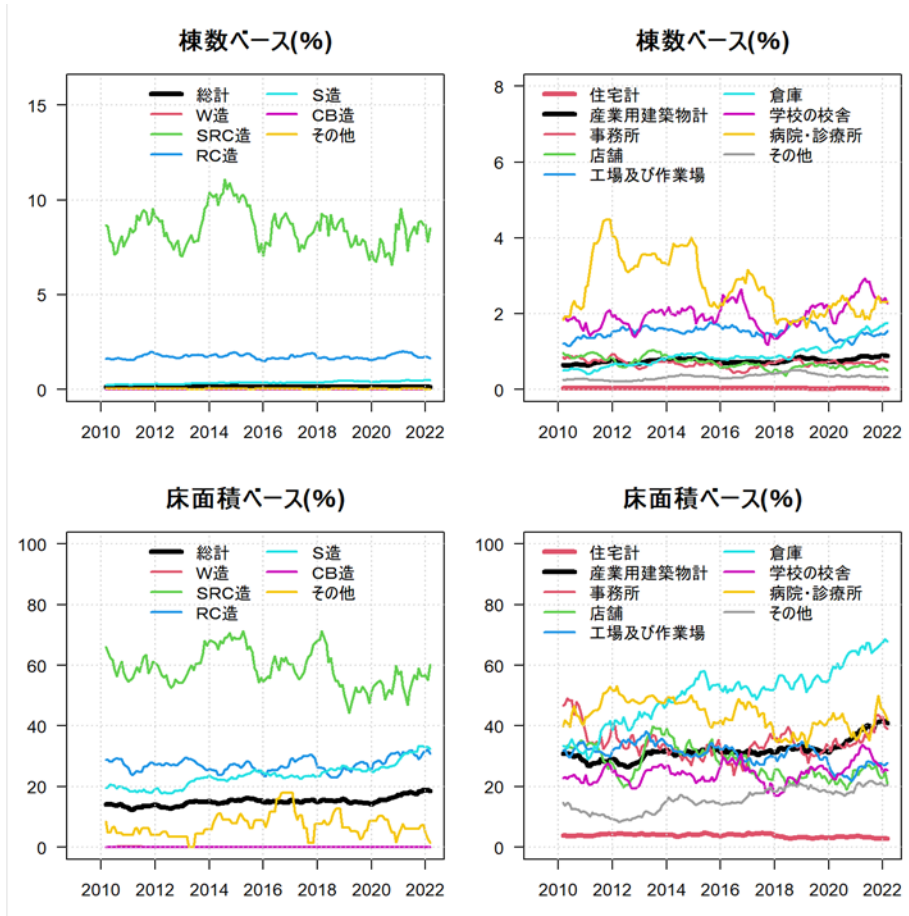 棟数ベース(%)
総計
W造
SRC造
RC造
S造
CB造
その他
15
10
5
0
2010 2012 2014 2016 2018 2020 2022
棟数ベース(%)
住宅計
産業用建築物計
事務所
店舗
工場及び作業場
倉庫
学校の校舎
病院・診療所
その他
8
6
4
2
0
2010 2012 2014 2016 2018 2020 2022
床面積ベース(%)
総計
W造
SRC造
RC造
S造
CB造
その他
100
80
60
40
20
0
2010 2012 2014 2016 2018 2020 2022
床面積ベース(%)
住宅計
産業用建築物計
事務所
店舗
工場及び作業場
倉庫
学校の校舎
病院・診療所
その他
100
80
60
40
20
0
2010 2012 2014 2016 2018 2020 2022